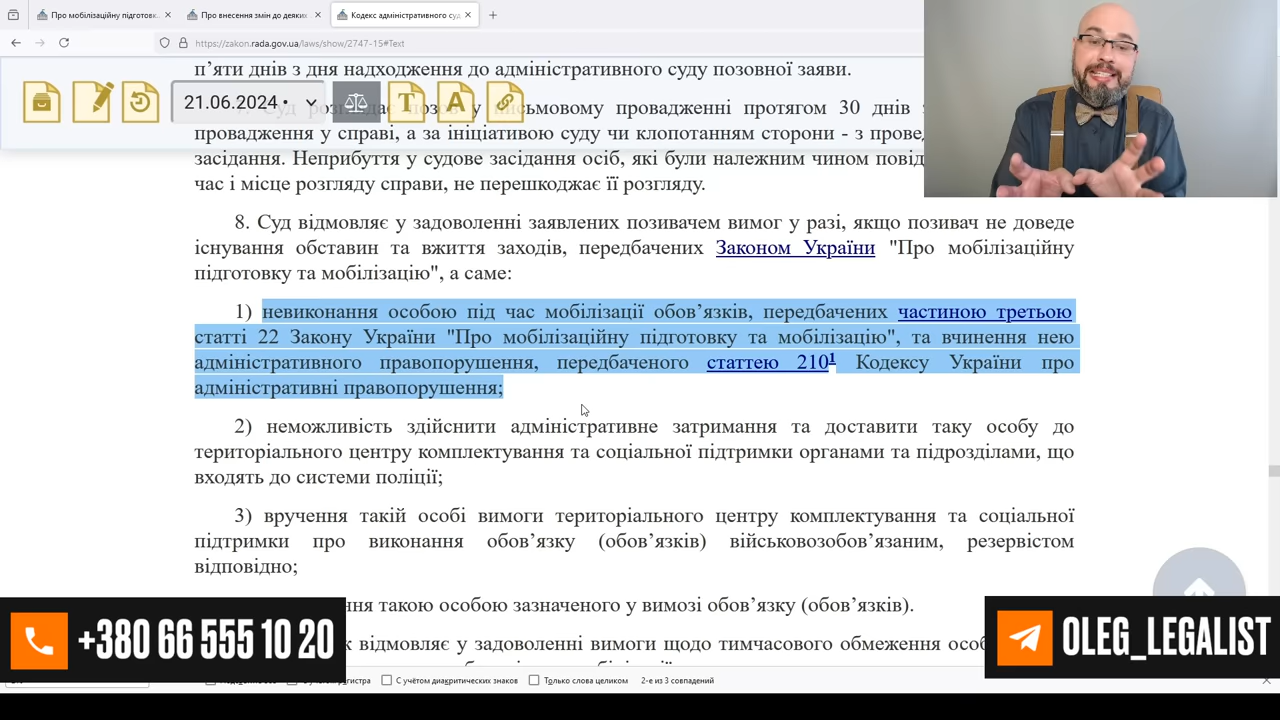 Про мобілізаційну підготовк
Про внесення змін до деяки
Кодекс адміністративного суд
https://zakon.rada.gov.ua/laws/show/2747-15#Text
п’яти днів з дня надходження до адміністративного суду позовної заяви.
21.06.2024 •
провадження у справі, а за ініціативою суду чи клопотанням сторони - з
засідання. Неприбуття у судове засідання осіб, які були належним чином
час і місце розгляду справи, не перешкоджає її розгляду.
8. Суд відмовляє у задоволенні заявлених позивачем вимог у разі, якщо позивач не доведе
існування обставин та вжиття заходів, передбачених Законом України "Про мобілізаційну
підготовку та мобілізацію", а саме:
1) невиконання особою під час мобілізації обов’язків, передбачених частиною третьою
статті 22 Закону України "Про мобілізаційну підготовку та мобілізацію", та вчинення нею
адміністративного правопорушення, передбаченого статтею 210¹ Кодексу України про
адміністративні правопорушення;
2) неможливість здійснити адміністративне затримання та доставити таку особу до
територіального центру комплектування та соціальної підтримки органами та підрозділами, що
входять до системи поліції;
3) вручення такій особі вимоги територіального центру комплектування та соціальної
підтримки про виконання обов’язку (обов’язків) військовозобов’язаним, резервістом
відповідно;
такою особою зазначеного у вимозі обов’язку (обов’язків).
відмовляє у задоволенні вимоги щодо тимчасового обмеження
+380 66 555 10 20
OLEG_LEGALIST
С учётом диакритических знаков
Только слова целиком
2-е из 3 совпадений